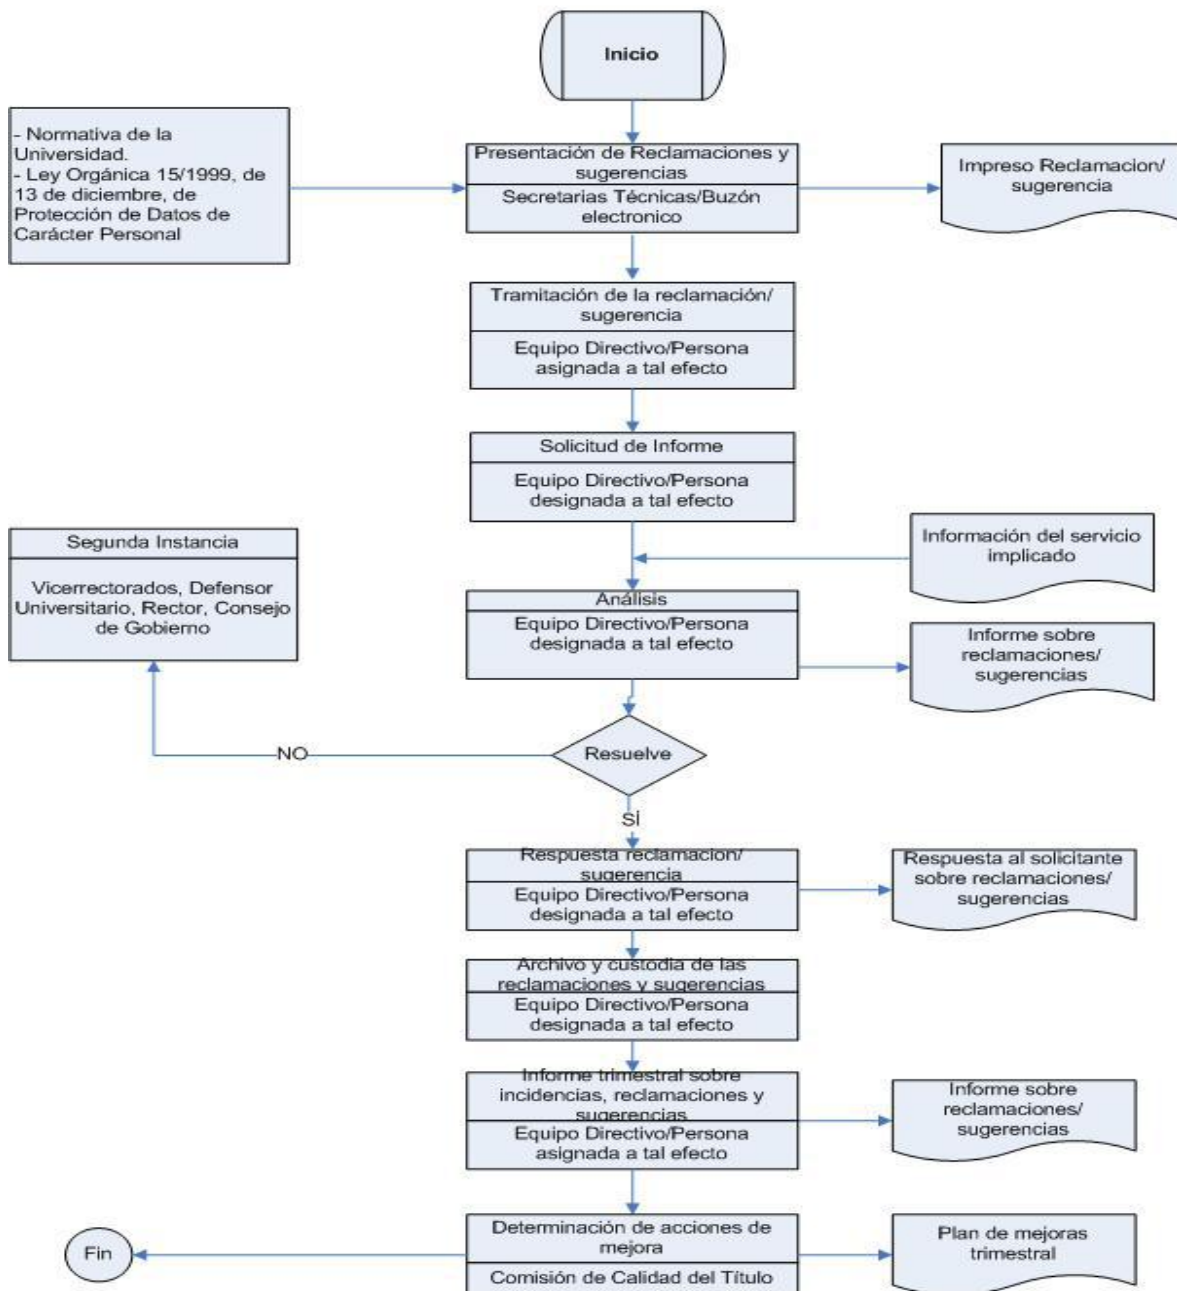 Inicio
- Normativa de la
Universidad.
- Ley Orgánica 15/1999, de
13 de diciembre, de
Protección de Datos de
Carácter Personal
Presentación de Reclamaciones y
sugerencias
Secretarias Técnicas/Buzón
electronico
Impreso Reclamacion/
sugerencia
Tramitación de la reclamación/
sugerencia
Equipo Directivo/Persona
asignada a tal efecto
Solicitud de Informe
Equipo Directivo/Persona
designada a tal efecto
Información del servicio
implicado
Segunda Instancia
Vicerrectorados, Defensor
Universitario, Rector, Consejo
de Gobierno
Análisis
Equipo Directivo/Persona
designada a tal efecto
Informe sobre
reclamaciones/
sugerencias
Resuelve
NO
SÍ
Respuesta reclamacion/
sugerencia
Equipo Directivo/Persona
designada a tal efecto
Respuesta al solicitante
sobre reclamaciones/
sugerencias
Archivo y custodia de las
reclamaciones y sugerencias
Equipo Directivo/Persona
designada a tal efecto
Informe trimestral sobre
incidencias, reclamaciones y
sugerencias
Equipo Directivo/Persona
asignada a tal efecto
Informe sobre
reclamaciones/
sugerencias
Determinación de acciones de
mejora
Comisión de Calidad del Título
Plan de mejoras
trimestral
Fin